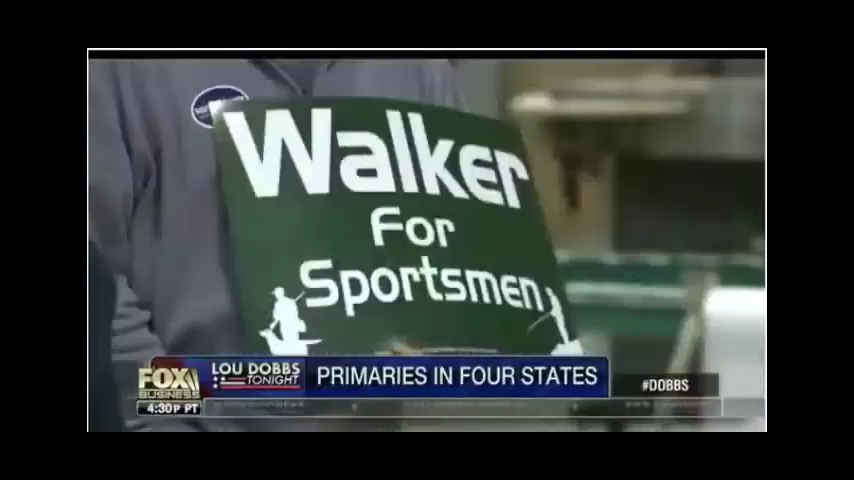 Walker
For
Sportsmen
FOX
BUSINESS
LOU DOBBS
TONIGHT
PRIMARIES IN FOUR STATES
#DOBBS
4:30P PT